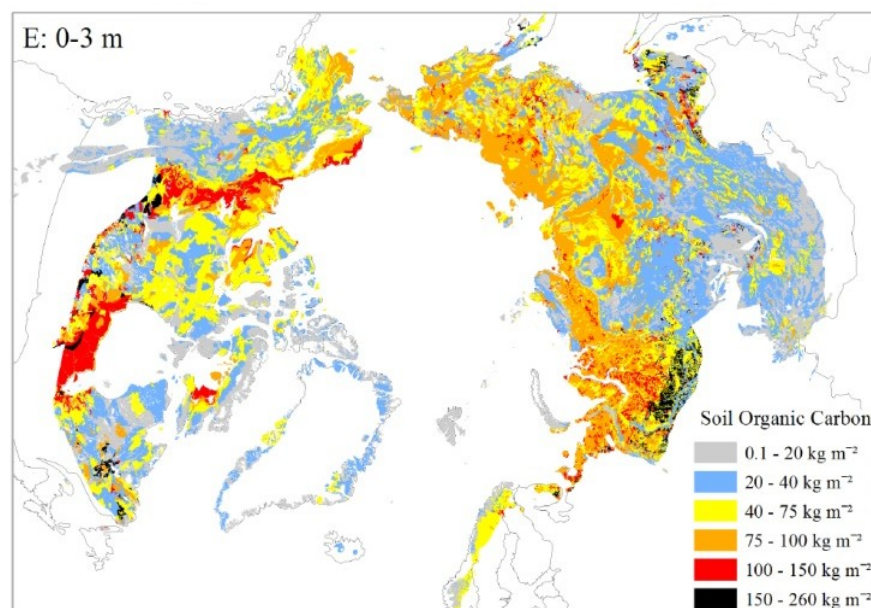 E: 0-3 m
Soil Organic Carbon
0.1 - 20 kg m⁻²
20 - 40 kg m⁻²
40 - 75 kg m⁻²
75 - 100 kg m⁻²
100 - 150 kg m⁻²
150 - 260 kg m⁻²